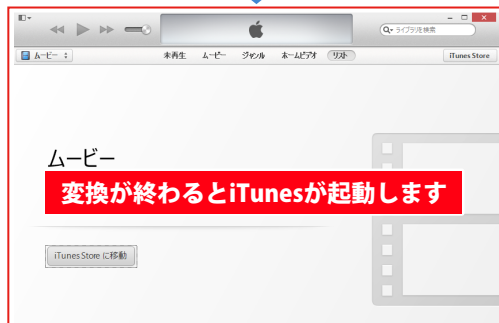 ライブラリを検索
ムービー
未再生 ムービー ジャンル ホームビデオ リスト
iTunes Store
ムービー
変換が終わるとiTunesが起動します
iTunes Store に移動